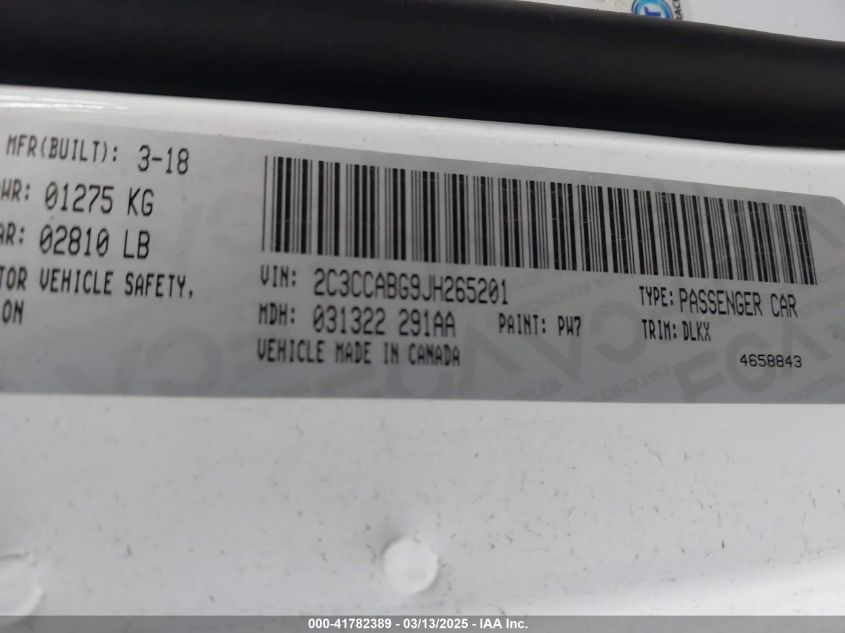 MFR(BUILT): 3-18
WR: 01275 KG
AR: 02810 LB
TOR VEHICLE SAFETY,
ON
VIN: 2C3CCABG9JH265201
TYPE: PASSENGER CAR
MDH: 031322 291AA
PAINT: PW7
TRIM: DLKX
VEHICLE MADE IN CANADA
4658843
000-41782389 - 03/13/2025 - IAA Inc.